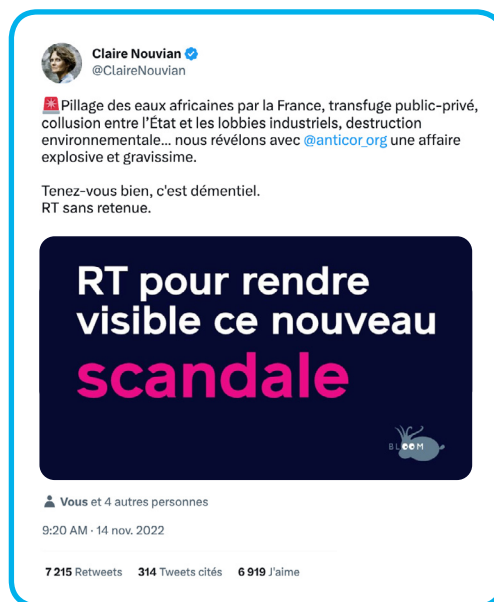 Claire Nouvian
@ClaireNouvian
🚨Pillage des eaux africaines par la France, transfuge public-privé,
collusion entre l'État et les lobbies industriels, destruction
environnementale... nous révélons avec @anticor_org une affaire
explosive et gravissime.
Tenez-vous bien, c'est démentiel.
RT sans retenue.
RT pour rendre
visible ce nouveau
scandale
BLOOM
Vous et 4 autres personnes
9:20 AM · 14 nov. 2022
7 215 Retweets 314 Tweets cités 6 919 J'aime